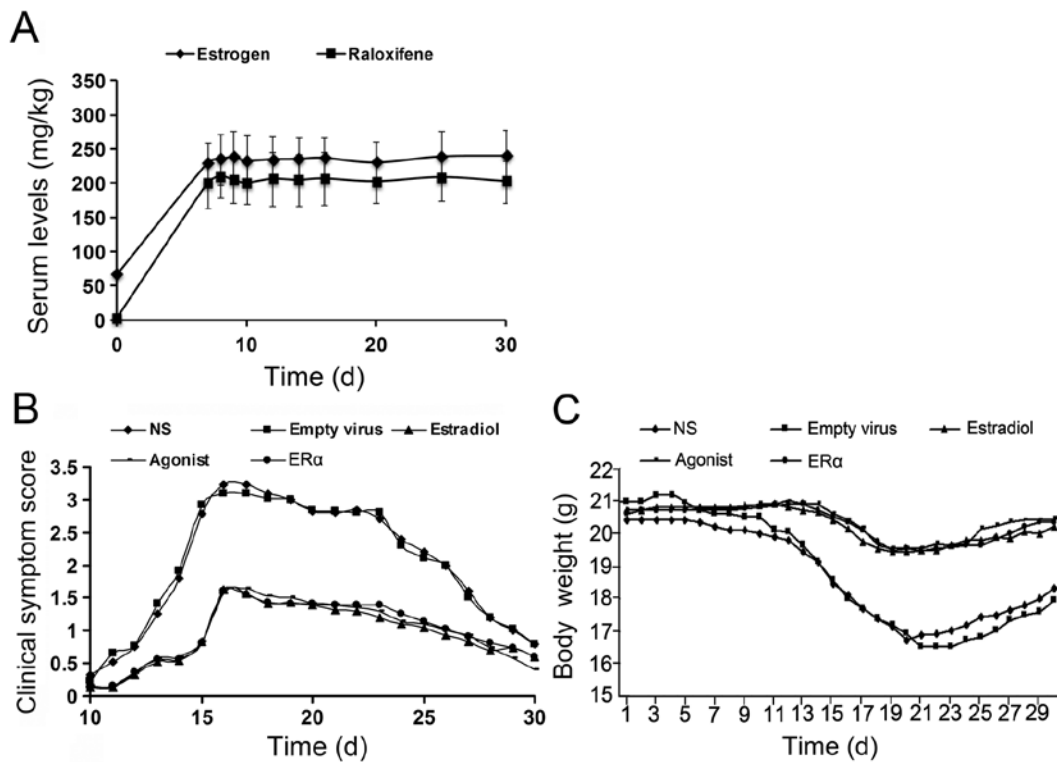 A
Estrogen Raloxifene
Serum levels (mg/kg)
350
300
250
200
150
100
50
0
0 10 20 30
Time (d)
B
NS Empty virus Estradiol
Agonist ERα
Clinical symptom score
3.5
3
2.5
2
1.5
1
0.5
0
10 15 20 25 30
Time (d)
C
NS Empty virus Estradiol
Agonist ERα
Body weight (g)
22
21
20
19
18
17
16
15
1 3 5 7 9 11 13 15 17 19 21 23 25 27 29
Time (d)